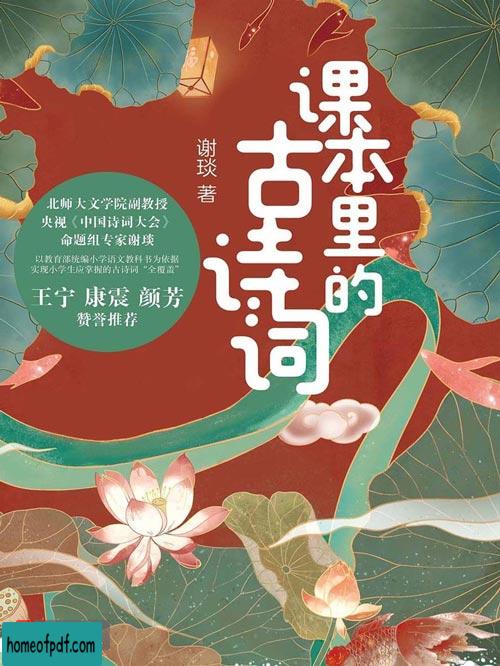 课本里的
古诗词
谢琰 著
北师大文学院副教授
央视《中国诗词大会》
命题组专家谢琰
以教育部统编小学语文教科书为依据
实现小学生应掌握的古诗词“全覆盖”
王宁 康震 颜芳
赞誉推荐
福
homeofpdf.com